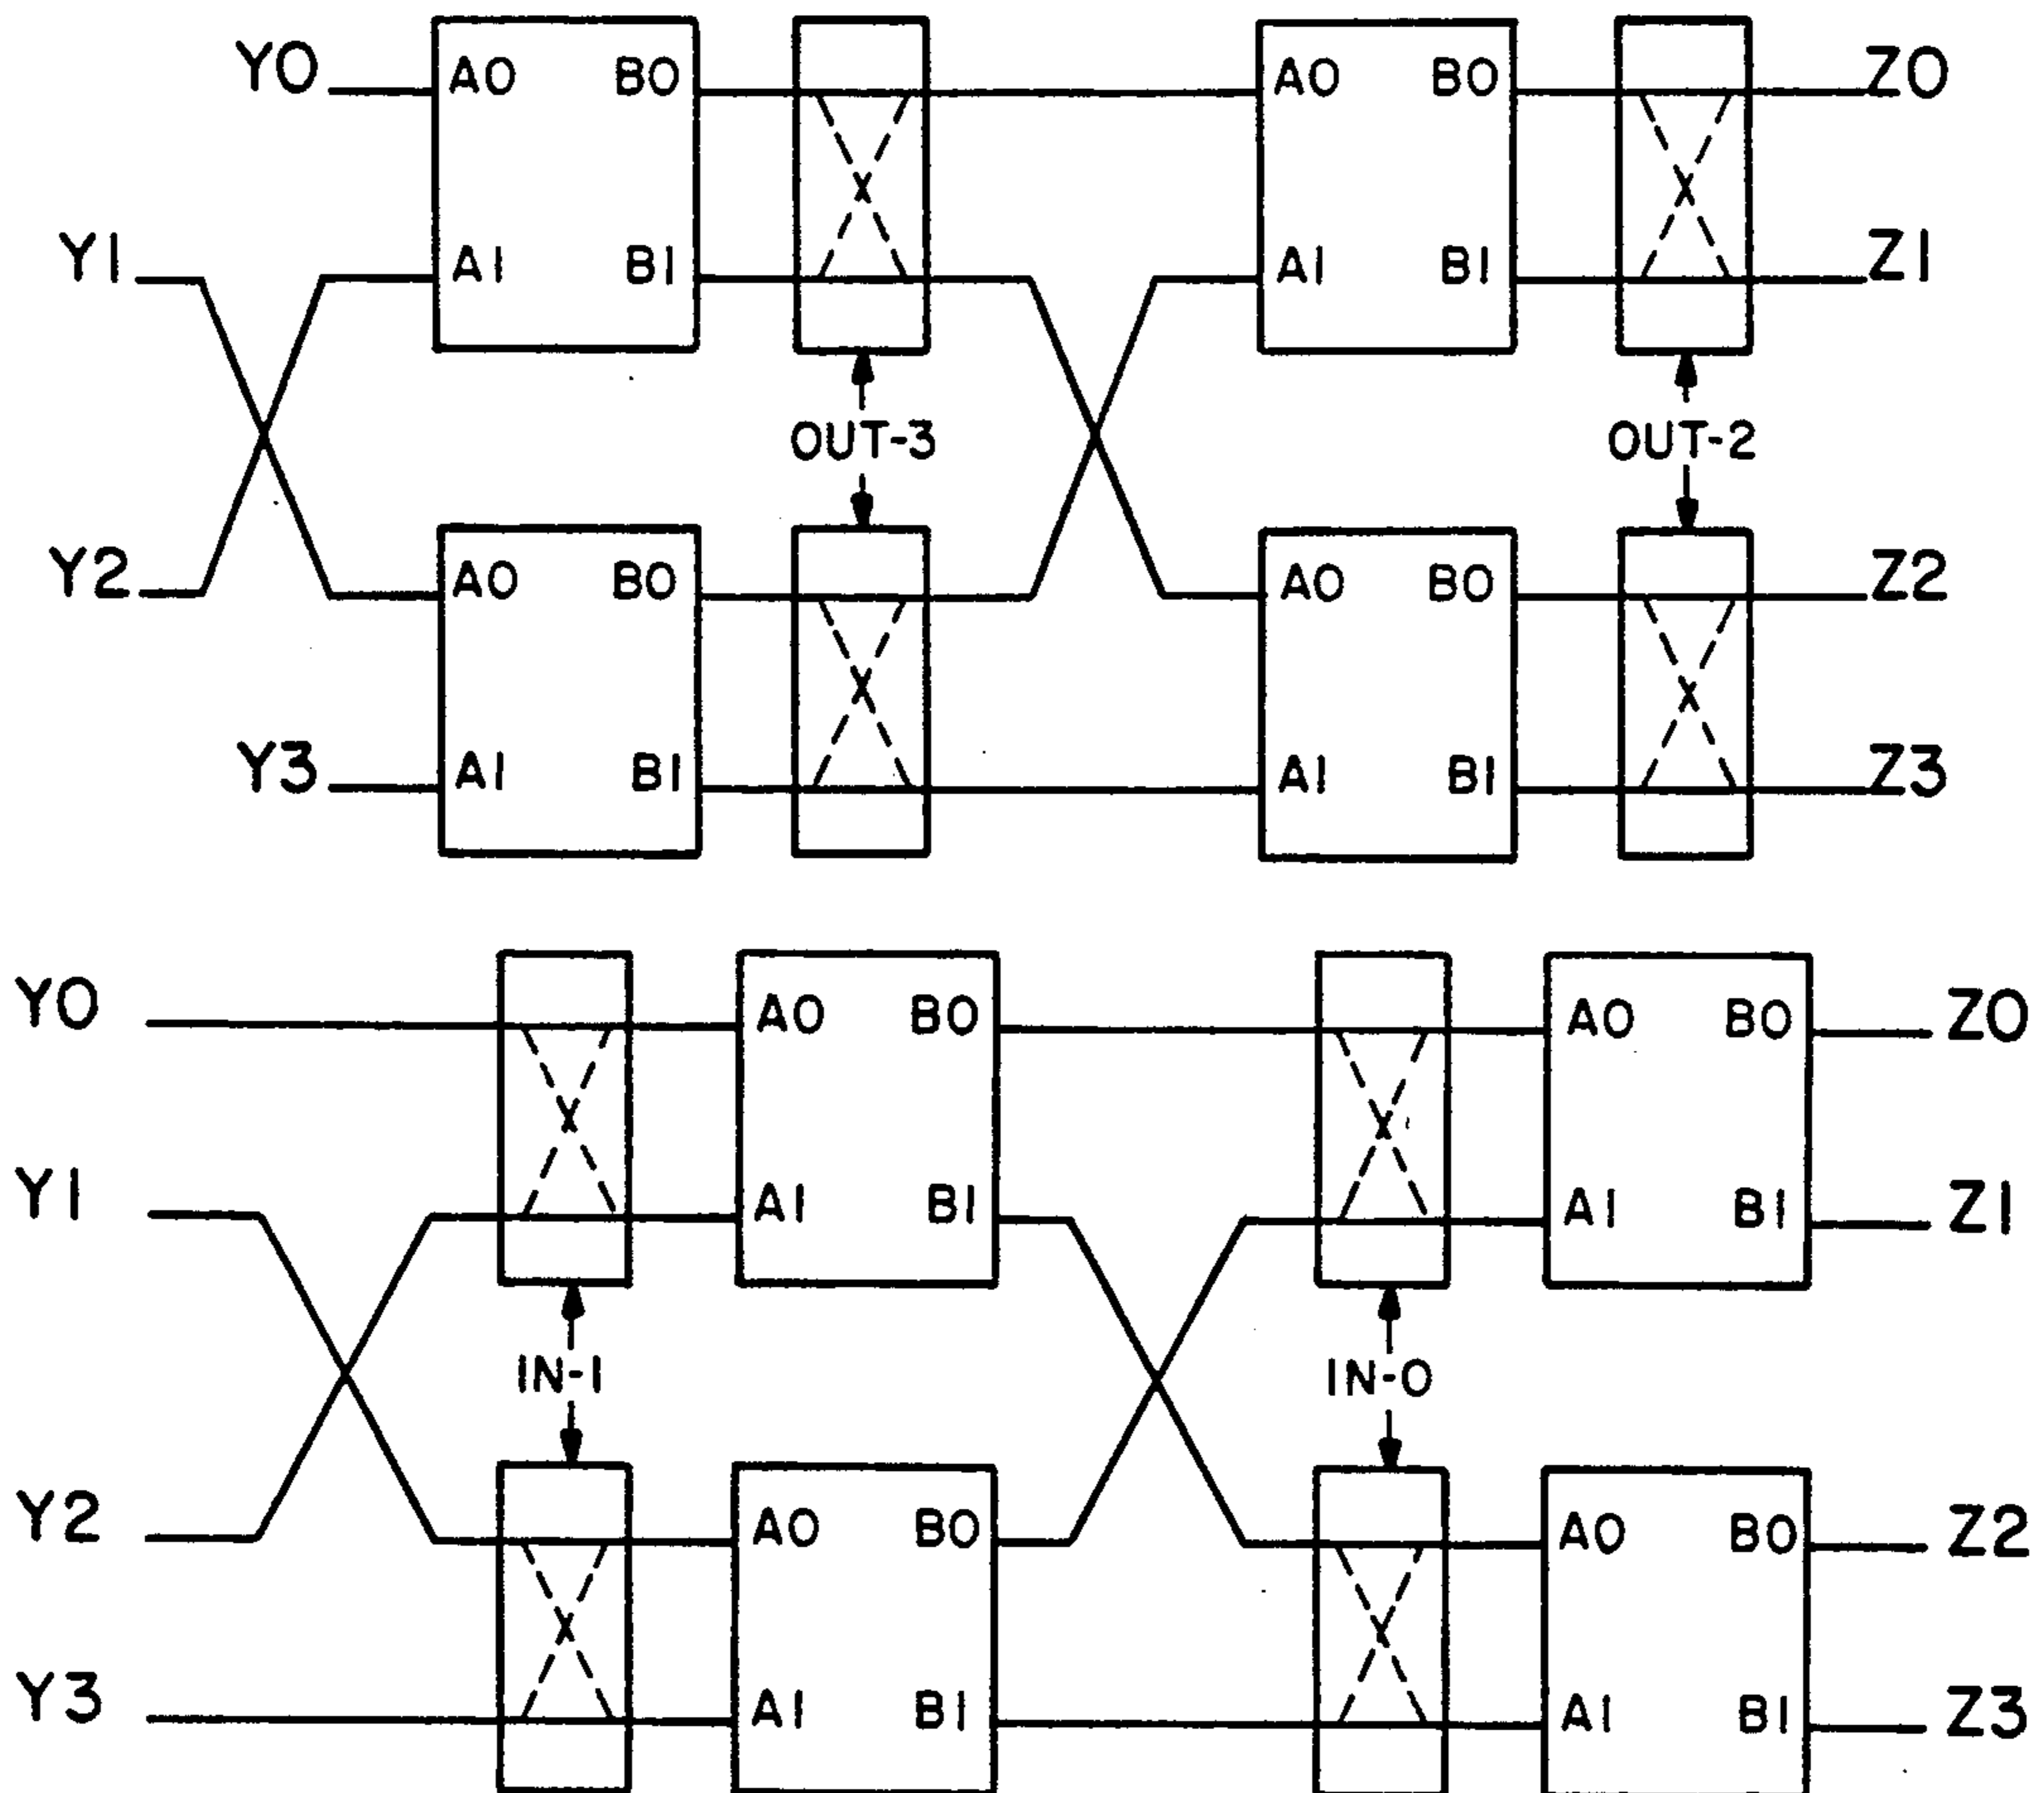 Y0 A0 B0 A0 B0 Z0
Y1 A1 B1 A1 B1 Z1
OUT-3 OUT-2
Y2 A0 B0 A0 B0 Z2
Y3 A1 B1 A1 B1 Z3
Y0 A0 B0 A0 B0 Z0
Y1 A1 B1 A1 B1 Z1
IN-1 IN-0
Y2 A0 B0 A0 B0 Z2
Y3 A1 B1 A1 B1 Z3